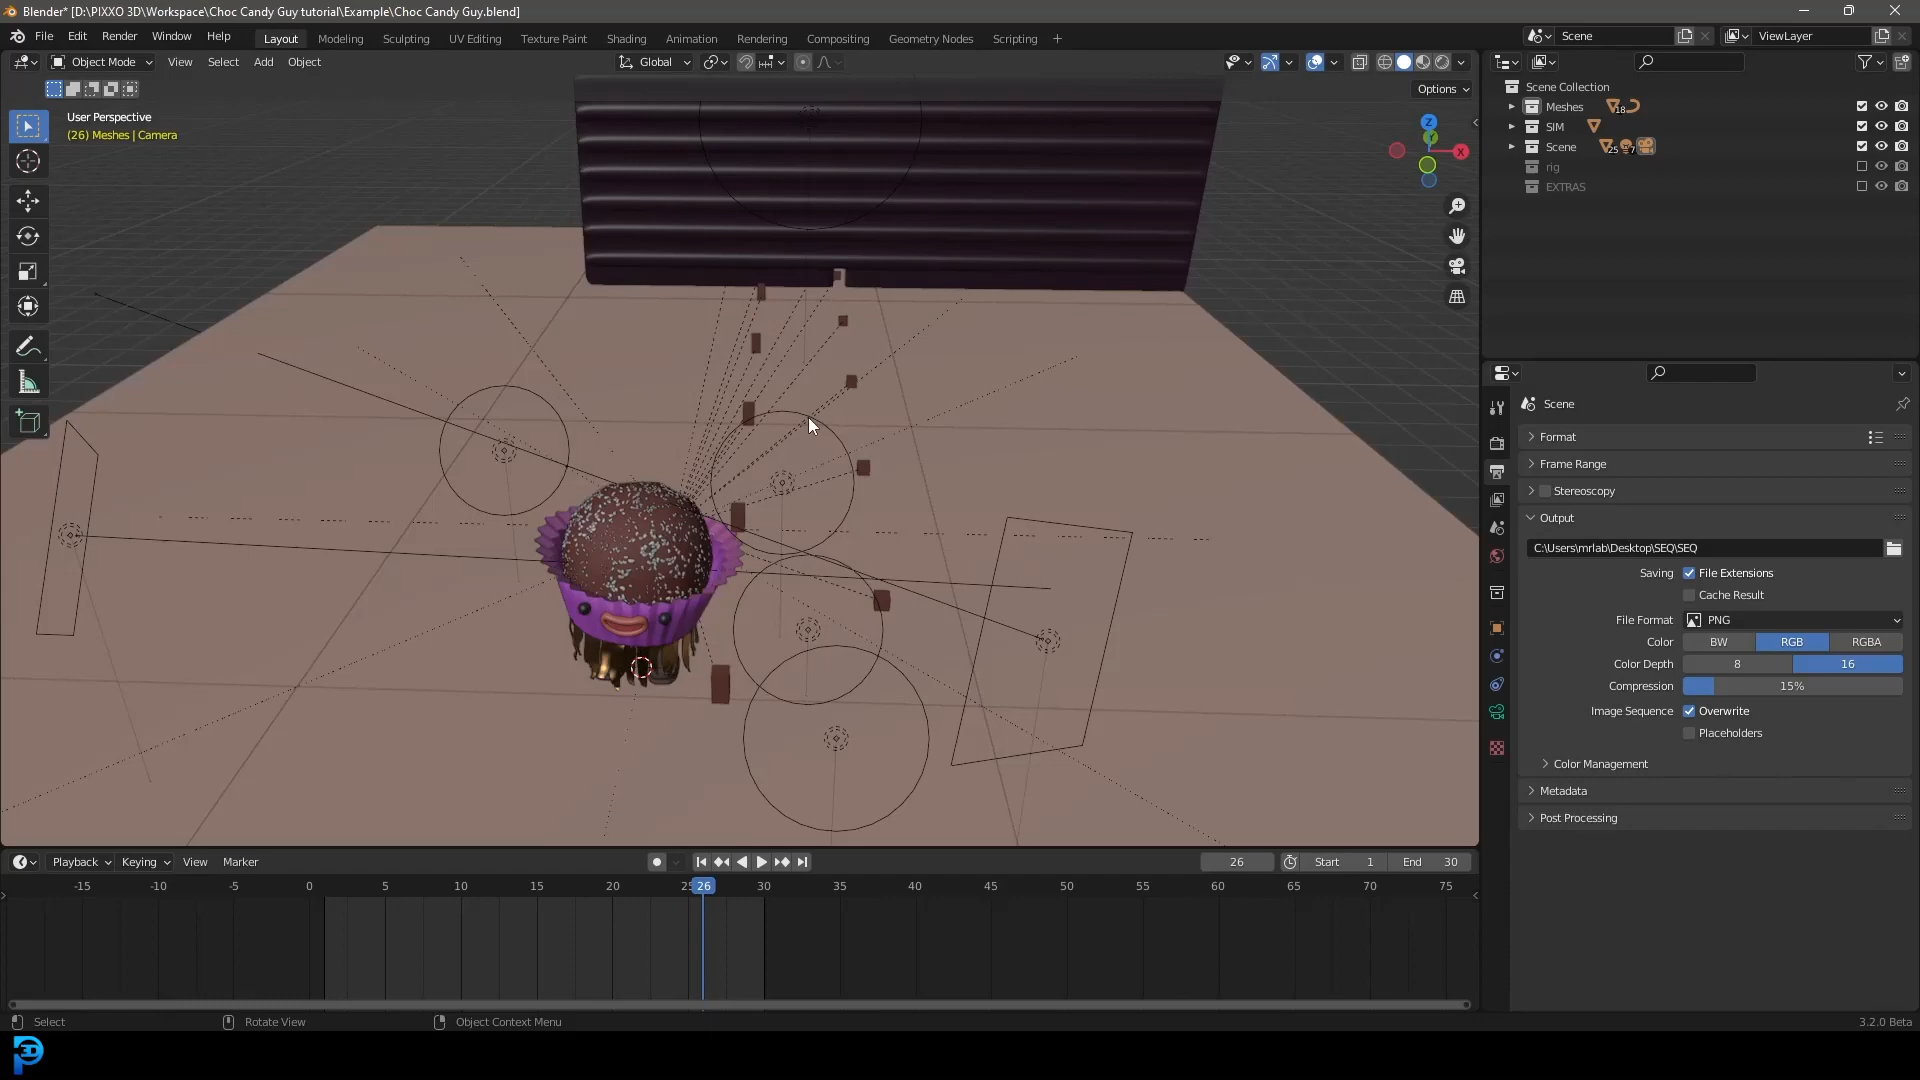 Blender* [D:\PIXXO 3D\Workspace\Choc Candy Guy tutorial\Example\Choc Candy Guy.blend]
File Edit Render Window Help
Layout Modeling Sculpting UV Editing Texture Paint Shading Animation Rendering Compositing Geometry Nodes Scripting +
Scene
ViewLayer
Object Mode View Select Add Object
Global
Options
User Perspective
(26) Meshes | Camera
Z
Y
X
Scene Collection
Meshes 18
SIM
Scene 25 7
rig
EXTRAS
Scene
Format
Frame Range
Stereoscopy
Output
C:\Users\mrlab\Desktop\SEQ\SEQ
Saving File Extensions
Cache Result
File Format PNG
Color BW RGB RGBA
Color Depth 8 16
Compression 15%
Image Sequence Overwrite
Placeholders
Color Management
Metadata
Post Processing
Playback Keying View Marker
26 Start 1 End 30
-15 -10 -5 0 5 10 15 20 25 26 30 35 40 45 50 55 60 65 70 75
Select Rotate View Object Context Menu
3.2.0 Beta
3D